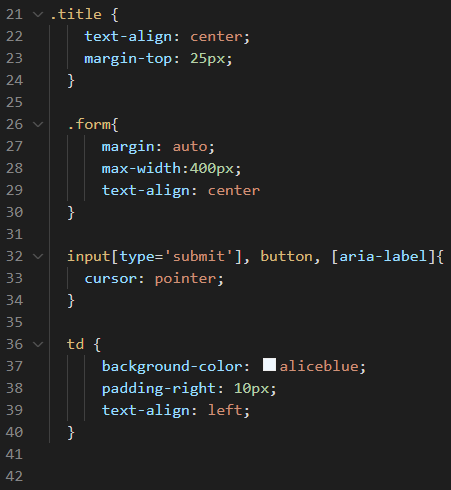 21 .title {
22 text-align: center;
23 margin-top: 25px;
24 }
25
26 .form{
27 margin: auto;
28 max-width:400px;
29 text-align: center
30 }
31
32 input[type='submit'], button, [aria-label]{
33 cursor: pointer;
34 }
35
36 td {
37 background-color: aliceblue;
38 padding-right: 10px;
39 text-align: left;
40 }
41
42